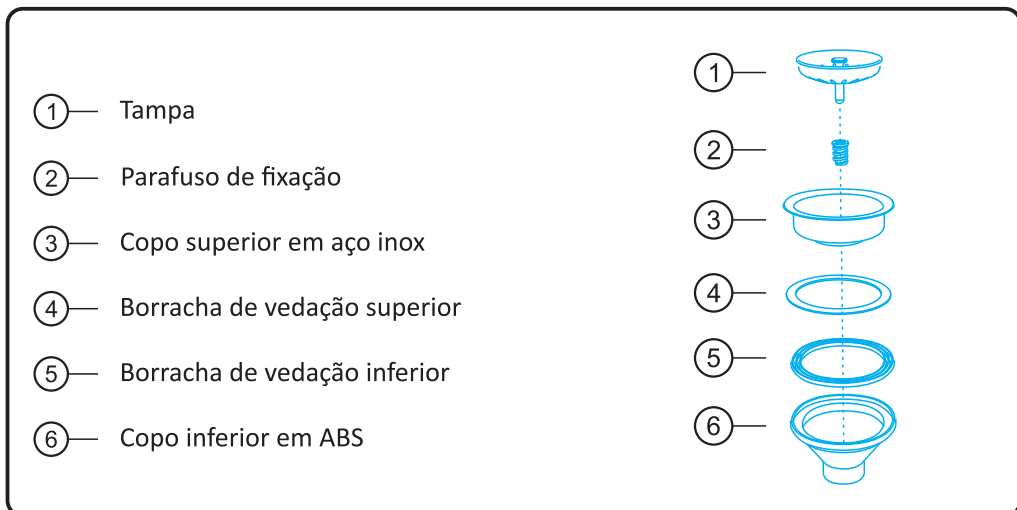 1 Tampa
2 Parafuso de fixação
3 Copo superior em aço inox
4 Borracha de vedação superior
5 Borracha de vedação inferior
6 Copo inferior em ABS
1
2
3
4
5
6